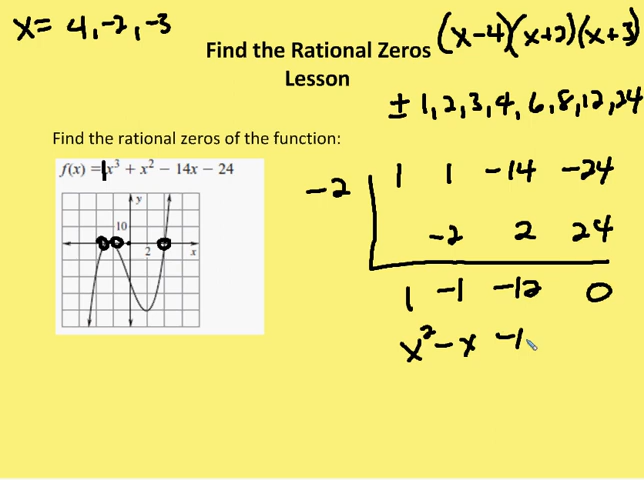 x = 4, -2, -3
(x-4)(x+2)(x+3)
Find the Rational Zeros
Lesson
± 1, 2, 3, 4, 6, 8, 12, 24
Find the rational zeros of the function:
f(x) = 1x³ + x² − 14x − 24
y
10
2
x
-2 | 1 1 -14 -24
-2 2 24
1 -1 -12 0
x² - x -1